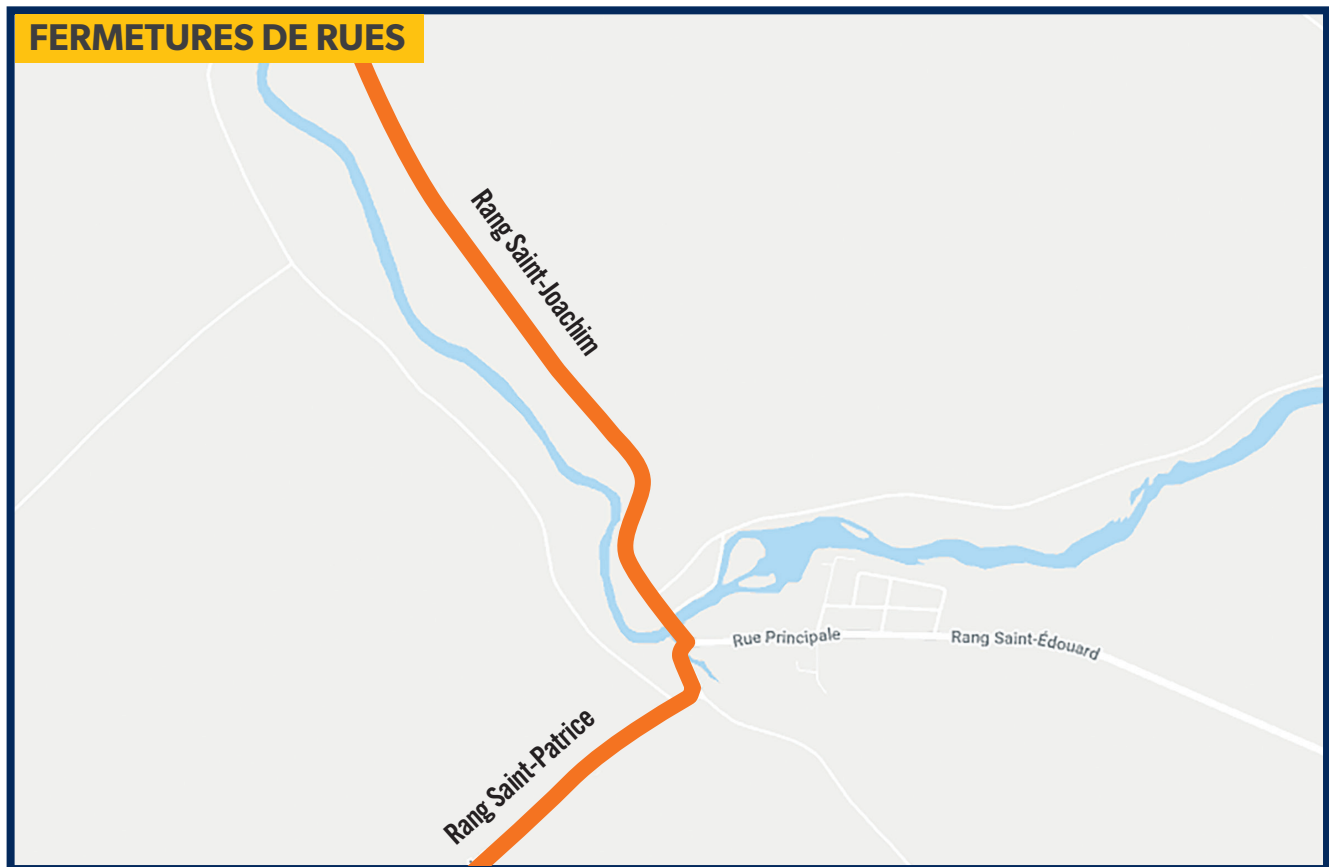 FERMETURES DE RUES
Rang Saint-Joachim
Rue Principale
Rang Saint-Édouard
Rang Saint-Patrice